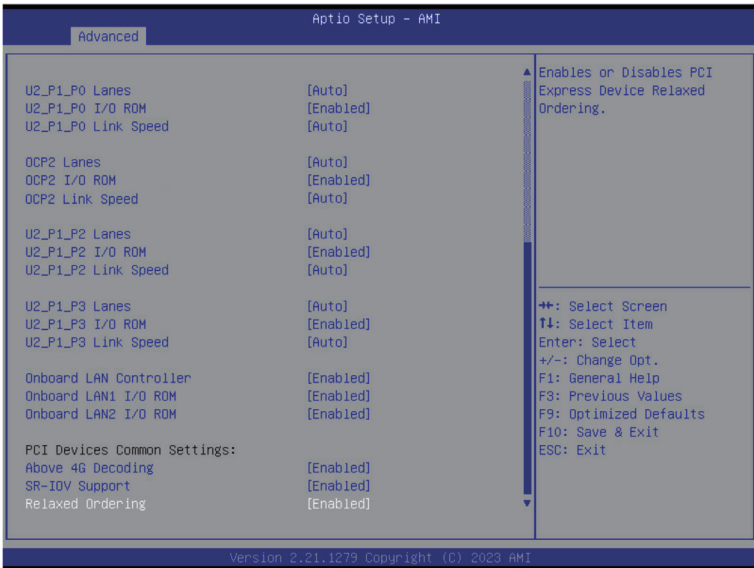 Aptio Setup – AMI
Advanced
U2_P1_P0 Lanes [Auto]
U2_P1_P0 I/O ROM [Enabled]
U2_P1_P0 Link Speed [Auto]
OCP2 Lanes [Auto]
OCP2 I/O ROM [Enabled]
OCP2 Link Speed [Auto]
U2_P1_P2 Lanes [Auto]
U2_P1_P2 I/O ROM [Enabled]
U2_P1_P2 Link Speed [Auto]
U2_P1_P3 Lanes [Auto]
U2_P1_P3 I/O ROM [Enabled]
U2_P1_P3 Link Speed [Auto]
Onboard LAN Controller [Enabled]
Onboard LAN1 I/O ROM [Enabled]
Onboard LAN2 I/O ROM [Enabled]
PCI Devices Common Settings:
Above 4G Decoding [Enabled]
SR-IOV Support [Enabled]
Relaxed Ordering [Enabled]
Enables or Disables PCI
Express Device Relaxed
Ordering.
→←: Select Screen
↑↓: Select Item
Enter: Select
+/-: Change Opt.
F1: General Help
F3: Previous Values
F9: Optimized Defaults
F10: Save & Exit
ESC: Exit
Version 2.21.1279 Copyright (C) 2023 AMI